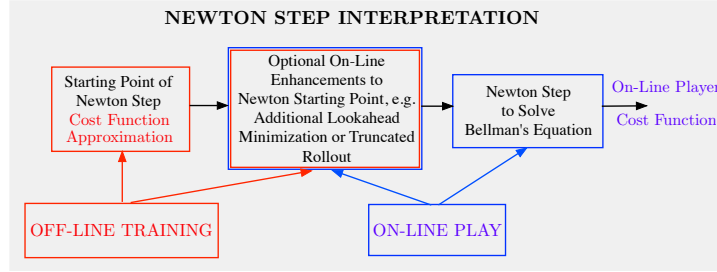 NEWTON STEP INTERPRETATION
Starting Point of
Newton Step
Cost Function
Approximation
Optional On-Line
Enhancements to
Newton Starting Point, e.g.
Additional Lookahead
Minimization or Truncated
Rollout
Newton Step
to Solve
Bellman's Equation
On-Line Player
Cost Function
OFF-LINE TRAINING
ON-LINE PLAY